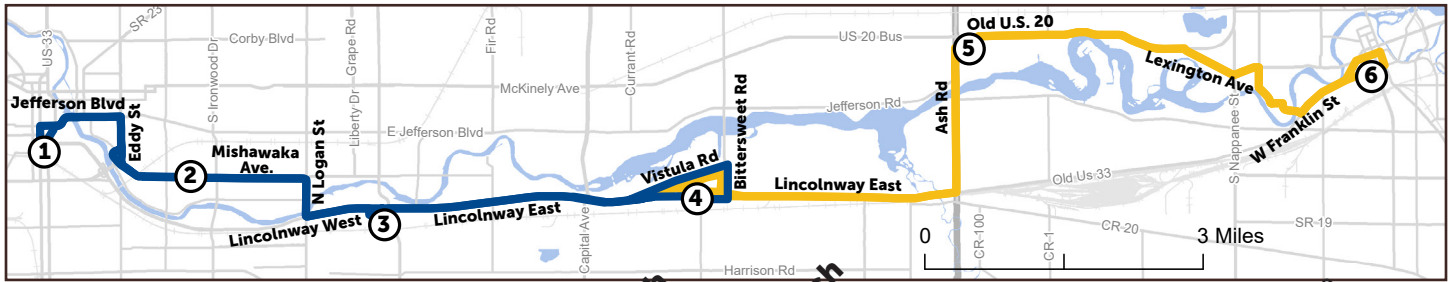 SR-23
US-33
Corby Blvd
S Ironwood Dr
Grape Rd
Liberty Dr
Fir Rd
McKinely Ave
Currant Rd
US 20 Bus
Old U.S. 20
5
Lexington Ave
6
Jefferson Blvd
1
Eddy St
2
Mishawaka
Ave.
N Logan St
E Jefferson Blvd
Jefferson Rd
Bittersweet Rd
Ash Rd
Vistula Rd
4
Lincolnway East
Lincolnway West
3
Lincolnway East
Capital Ave
Harrison Rd
Old Us 33
S Nappanee St
W Franklin St
CR-100
CR-1
CR-20
SR 19
0
3 Miles